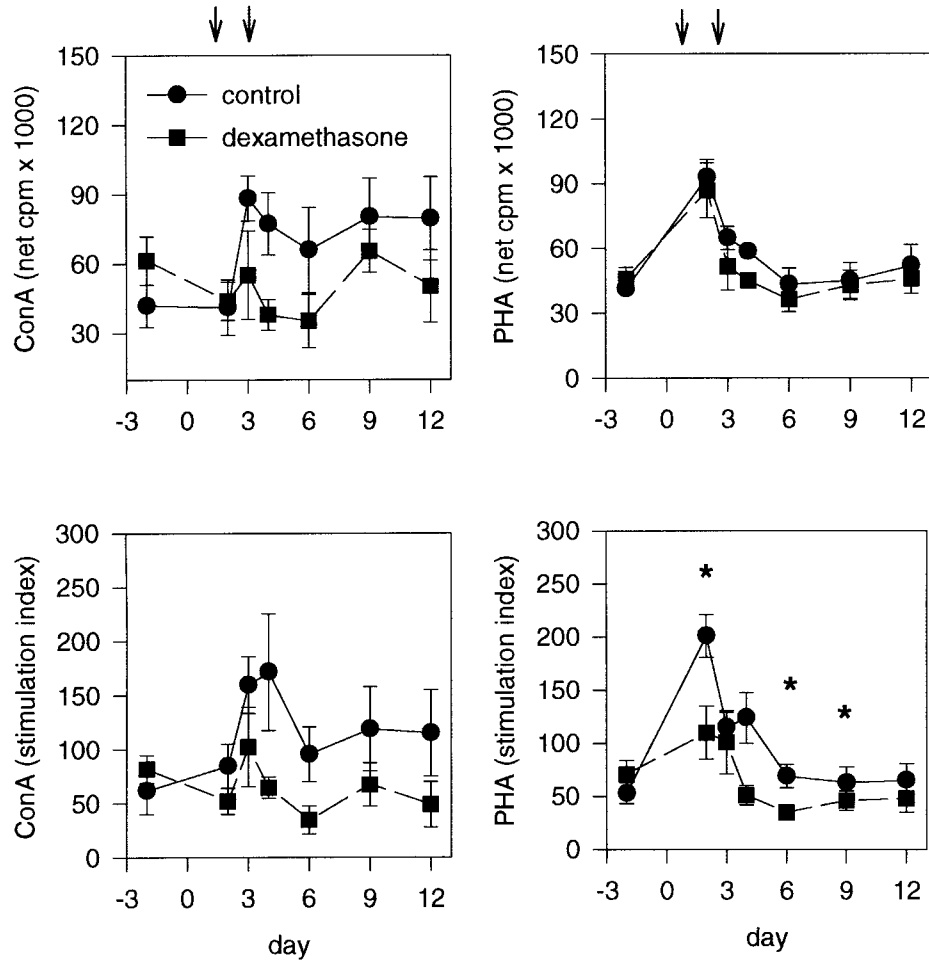 ConA (net cpm x 1000)
150
120
90
60
30
control
dexamethasone
-3 0 3 6 9 12
PHA (net cpm x 1000)
150
120
90
60
30
0
-3 0 3 6 9 12
ConA (stimulation index)
300
250
200
150
100
50
0
-3 0 3 6 9 12
day
PHA (stimulation index)
300
250
200
150
100
50
0
*
*
*
-3 0 3 6 9 12
day